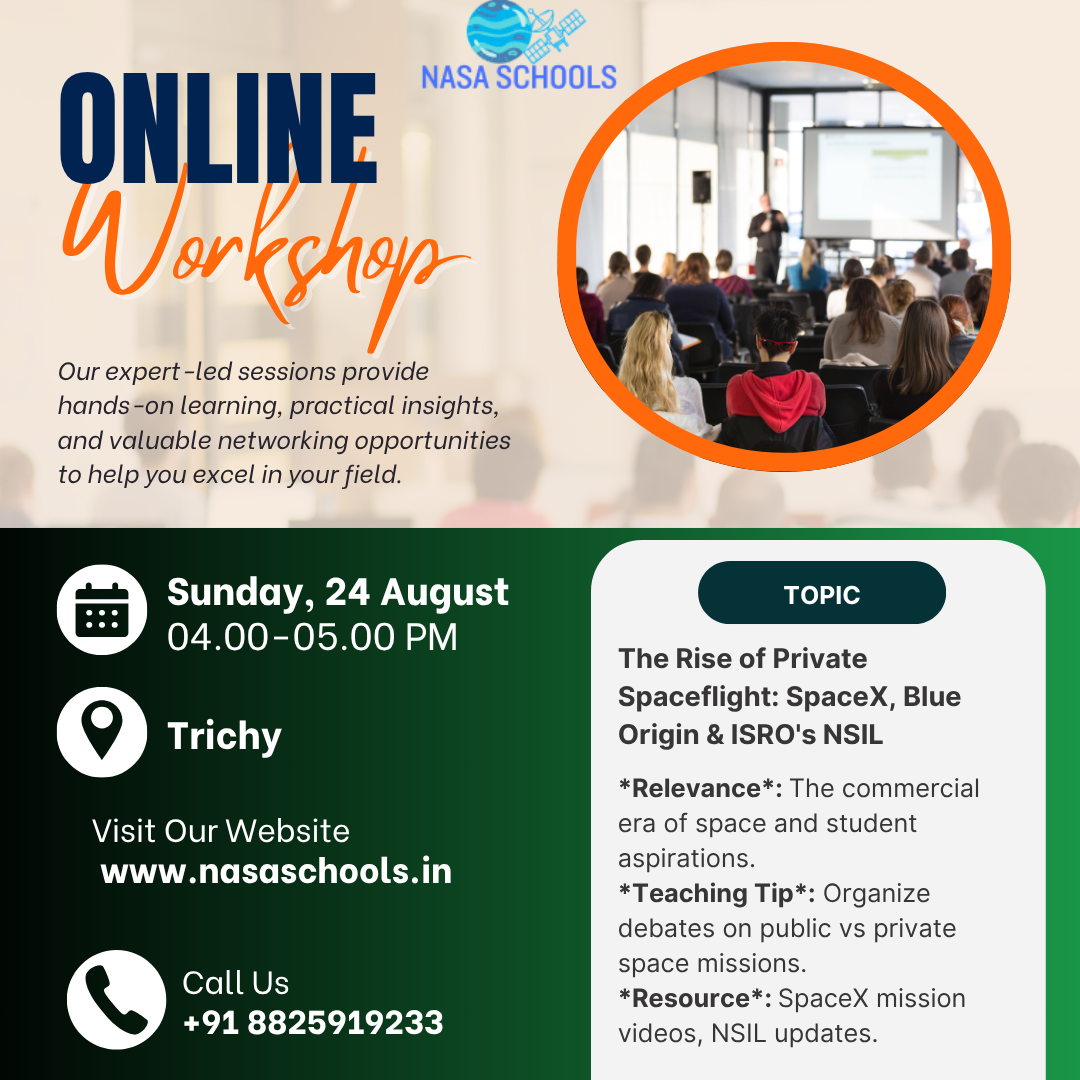 NASA SCHOOLS
ONLINE
Workshop
Our expert-led sessions provide
hands-on learning, practical insights,
and valuable networking opportunities
to help you excel in your field.
Sunday, 24 August
04.00-05.00 PM
Trichy
Visit Our Website
www.nasaschools.in
Call Us
+91 8825919233
TOPIC
The Rise of Private
Spaceflight: SpaceX, Blue
Origin & ISRO's NSIL
*Relevance*: The commercial
era of space and student
aspirations.
*Teaching Tip*: Organize
debates on public vs private
space missions.
*Resource*: SpaceX mission
videos, NSIL updates.